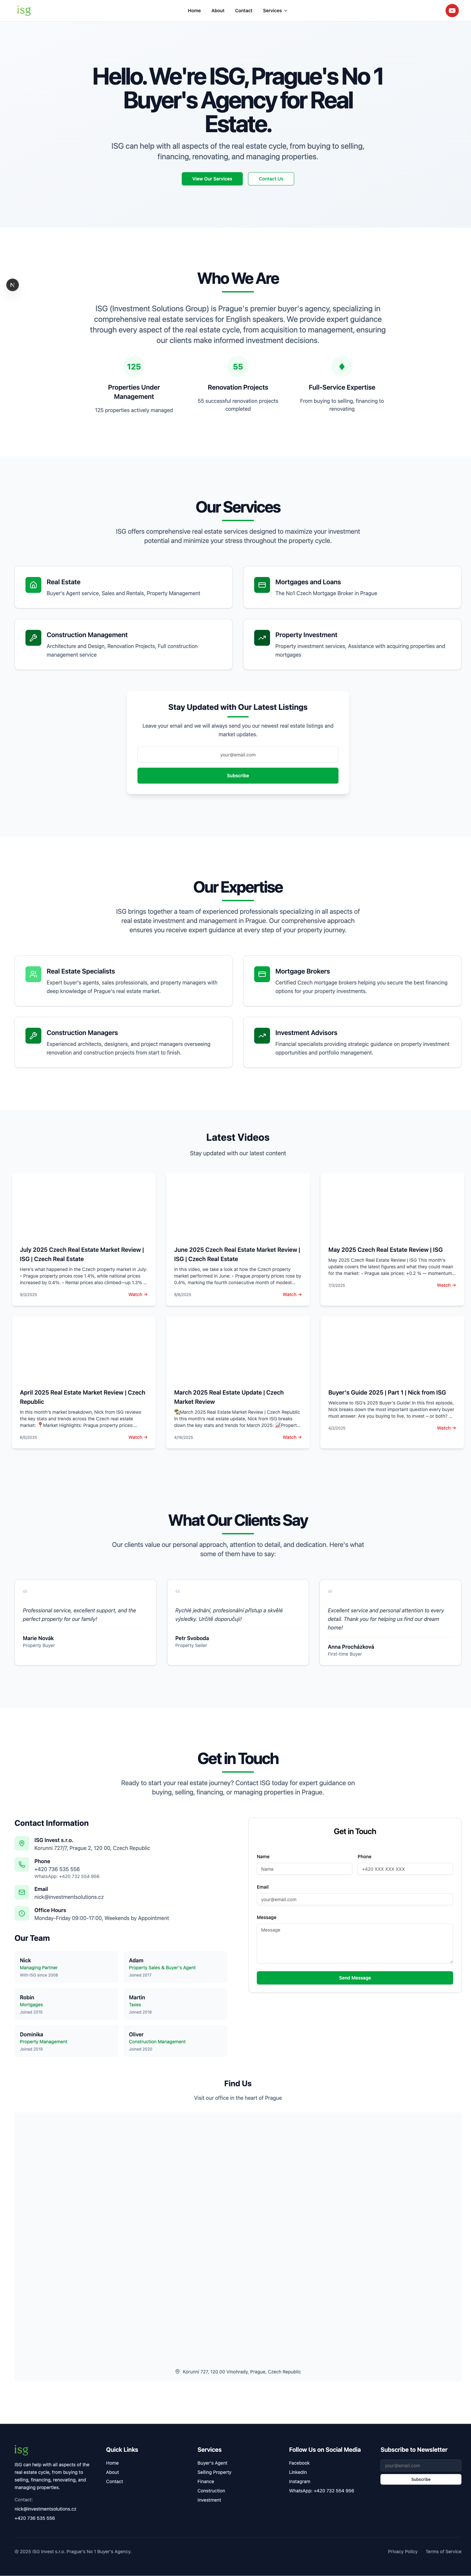 isg
Home
About
Contact
Services
Hello. We're ISG, Prague's No 1
Buyer's Agency for Real
Estate.
ISG can help with all aspects of the real estate cycle, from buying to selling,
financing, renovating, and managing properties.
View Our Services
Contact Us
N
Who We Are
ISG (Investment Solutions Group) is Prague's premier buyer's agency, specializing in
comprehensive real estate services for English speakers. We provide expert guidance
through every aspect of the real estate cycle, from acquisition to management, ensuring
our clients make informed investment decisions.
125
Properties Under
Management
125 properties actively managed
55
Renovation Projects
55 successful renovation projects
completed
Full-Service Expertise
From buying to selling, financing to
renovating
Our Services
ISG offers comprehensive real estate services designed to maximize your investment
potential and minimize your stress throughout the property cycle.
Real Estate
Buyer's Agent service, Sales and Rentals, Property Management
Mortgages and Loans
The No1 Czech Mortgage Broker in Prague
Construction Management
Architecture and Design, Renovation Projects, Full construction
management service
Property Investment
Property investment services, Assistance with acquiring properties and
mortgages
Stay Updated with Our Latest Listings
Leave your email and we will always send you our newest real estate listings and
market updates.
your@email.com
Subscribe
Our Expertise
ISG brings together a team of experienced professionals specializing in all aspects of
real estate and investment management in Prague. Our comprehensive approach
ensures you receive expert guidance at every step of your property journey.
Real Estate Specialists
Expert buyer's agents, sales professionals, and property managers with
deep knowledge of Prague's real estate market.
Mortgage Brokers
Certified Czech mortgage brokers helping you secure the best financing
options for your property investments.
Construction Managers
Experienced architects, designers, and project managers overseeing
renovation and construction projects from start to finish.
Investment Advisors
Financial specialists providing strategic guidance on property investment
opportunities and portfolio management.
Latest Videos
Stay updated with our latest content
July 2025 Czech Real Estate Market Review |
ISG | Czech Real Estate
Here's what happened in the Czech property market in July:
- Prague property prices rose 1.4%, while national prices
increased by 0.4%. - Rental prices also climbed—up 1.3% ...
9/3/2025
Watch →
June 2025 Czech Real Estate Market Review |
ISG | Czech Real Estate
In this video, we take a look at how the Czech property
market performed in June: - Prague property prices rose by
0.4%, marking the fourth consecutive month of modest...
8/8/2025
Watch →
May 2025 Czech Real Estate Review | ISG
May 2025 Czech Real Estate Review | ISG This month's
update covers the latest figures and what they could mean
for the market: - Prague sale prices: +0.2 % — momentum...
7/3/2025
Watch →
April 2025 Real Estate Market Review | Czech
Republic
In this month's market breakdown, Nick from ISG reviews
the key stats and trends across the Czech real estate
market: 📍Market Highlights: Prague property prices:...
6/6/2025
Watch →
March 2025 Real Estate Update | Czech
Market Review
March 2025 Real Estate Market Review | Czech Republic
In this month's real estate update, Nick from ISG breaks
down the key stats and trends for March 2025: 📈Propert...
4/19/2025
Watch →
Buyer's Guide 2025 | Part 1 | Nick from ISG
Welcome to ISG's 2025 Buyer's Guide! In this first episode,
Nick breaks down the most important question every buyer
must answer: Are you buying to live, to invest – or both? ...
4/2/2025
Watch →
What Our Clients Say
Our clients value our personal approach, attention to detail, and dedication. Here's what
some of them have to say:
Professional service, excellent support, and the
perfect property for our family!
Marie Novák
Property Buyer
Rychlé jednání, profesionální přístup a skvělé
výsledky. Určitě doporučuji!
Petr Svoboda
Property Seller
Excellent service and personal attention to every
detail. Thank you for helping us find our dream
home!
Anna Procházková
First-time Buyer
Get in Touch
Ready to start your real estate journey? Contact ISG today for expert guidance on
buying, selling, financing, or managing properties in Prague.
Contact Information
ISG Invest s.r.o.
Korunni 727/7, Prague 2, 120 00, Czech Republic
Phone
+420 736 535 556
WhatsApp: +420 732 554 956
Email
nick@investmentsolutions.cz
Office Hours
Monday-Friday 09:00-17:00, Weekends by Appointment
Our Team
Nick
Managing Partner
With ISG since 2008
Adam
Property Sales & Buyer's Agent
Joined 2017
Robin
Mortgages
Joined 2015
Martin
Taxes
Joined 2018
Dominika
Property Management
Joined 2019
Oliver
Construction Management
Joined 2020
Get in Touch
Name
Phone
Name
+420 XXX XXX XXX
Email
your@email.com
Message
Message
Send Message
Find Us
Visit our office in the heart of Prague
Korunní 727, 120 00 Vinohrady, Prague, Czech Republic
isg
ISG can help with all aspects of the
real estate cycle, from buying to
selling, financing, renovating, and
managing properties.
Contact:
nick@investmentsolutions.cz
+420 736 535 556
Quick Links
Home
About
Contact
Services
Buyer's Agent
Selling Property
Finance
Construction
Investment
Follow Us on Social Media
Facebook
LinkedIn
Instagram
WhatsApp: +420 732 554 956
Subscribe to Newsletter
your@email.com
Subscribe
© 2025 ISG Invest s.r.o. Prague's No 1 Buyer's Agency.
Privacy Policy
Terms of Service